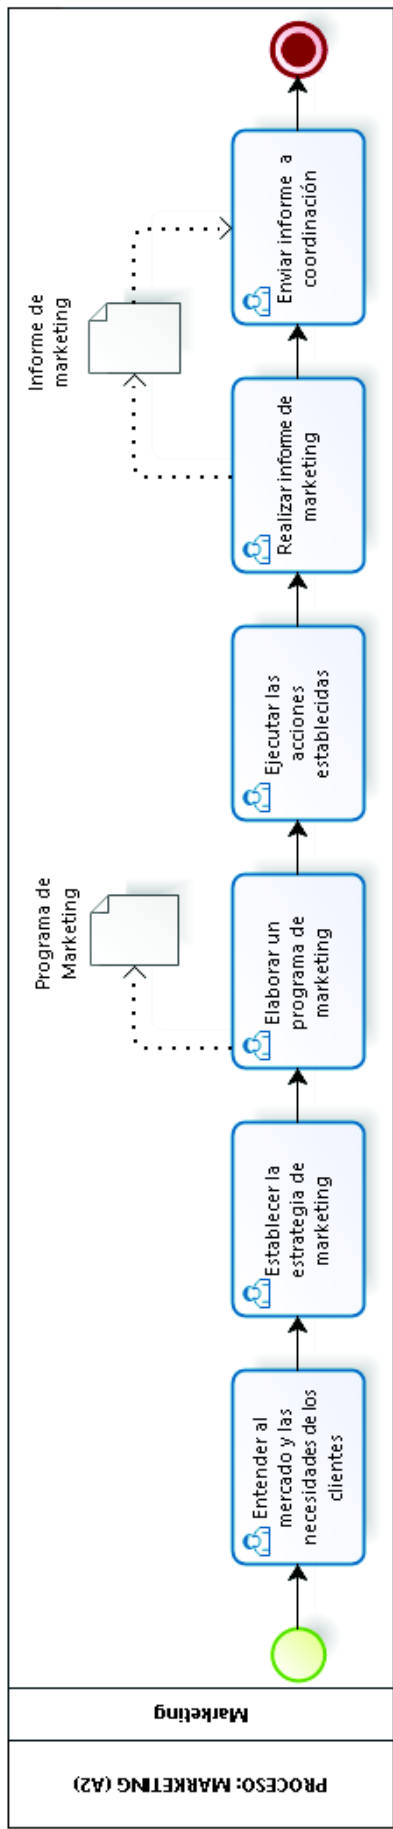 PROCESO: MARKETING (A2)
Marketing
Entender al
mercado y las
necesidades de los
clientes
Establecer la
estrategia de
marketing
Elaborar un
programa de
marketing
Programa de
Marketing
Ejecutar las
acciones
establecidas
Realizar informe de
marketing
Informe de
marketing
Enviar informe a
coordinación